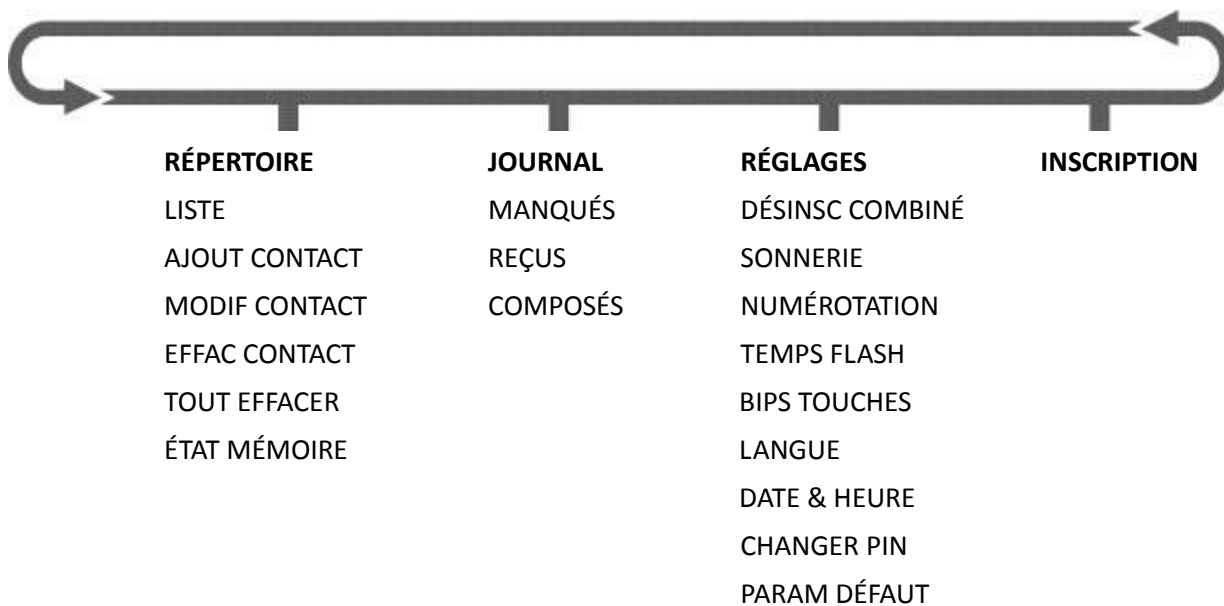 RÉPERTOIRE
LISTE
AJOUT CONTACT
MODIF CONTACT
EFFAC CONTACT
TOUT EFFACER
ÉTAT MÉMOIRE
JOURNAL
MANQUÉS
REÇUS
COMPOSÉS
RÉGLAGES
DÉSINSC COMBINÉ
SONNERIE
NUMÉROTATION
TEMPS FLASH
BIPS TOUCHES
LANGUE
DATE & HEURE
CHANGER PIN
PARAM DÉFAUT
INSCRIPTION